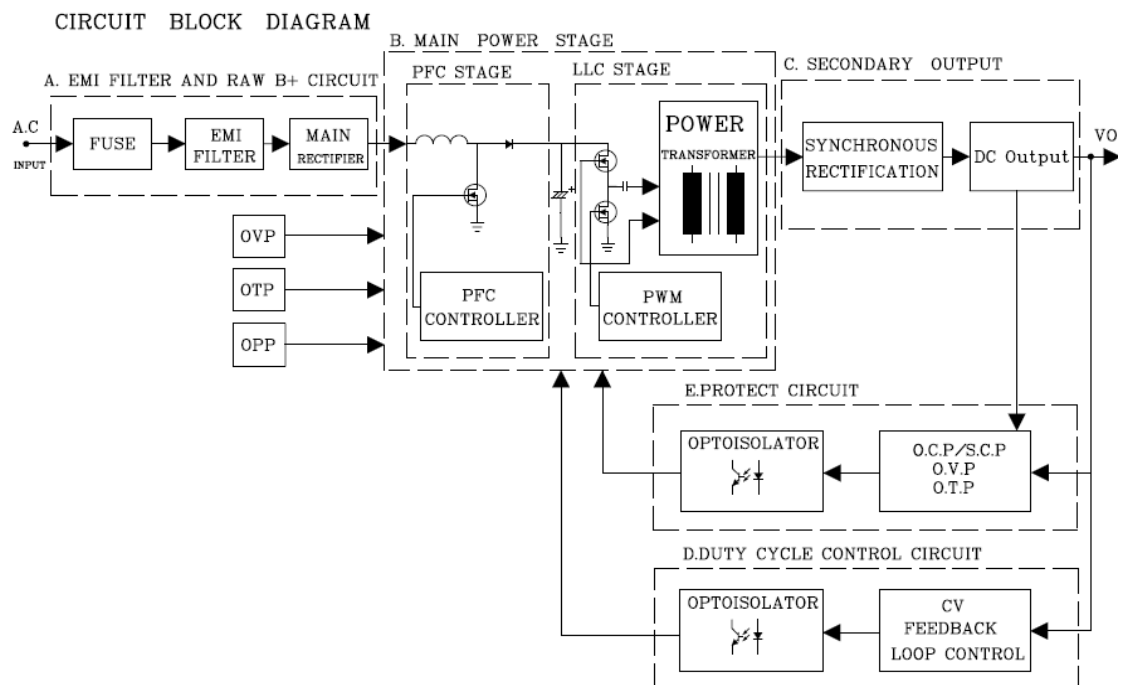 CIRCUIT BLOCK DIAGRAM
A. EMI FILTER AND RAW B+ CIRCUIT
A.C
INPUT
FUSE
EMI
FILTER
MAIN
RECTIFIER
B. MAIN POWER STAGE
PFC STAGE
PFC
CONTROLLER
LLC STAGE
POWER
TRANSFORMER
PWM
CONTROLLER
C. SECONDARY OUTPUT
SYNCHRONOUS
RECTIFICATION
DC Output
VO
OVP
OTP
OPP
E.PROTECT CIRCUIT
OPTOISOLATOR
O.C.P/S.C.P
O.V.P
O.T.P
D.DUTY CYCLE CONTROL CIRCUIT
OPTOISOLATOR
CV
FEEDBACK
LOOP CONTROL